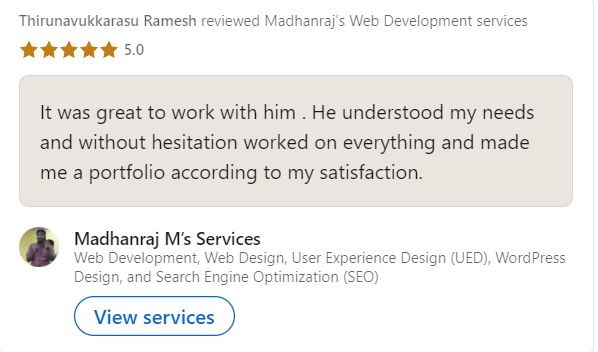 Thirunavukkarasu Ramesh reviewed Madhanraj's Web Development services
5.0
It was great to work with him . He understood my needs
and without hesitation worked on everything and made
me a portfolio according to my satisfaction.
Madhanraj M's Services
Web Development, Web Design, User Experience Design (UED), WordPress
Design, and Search Engine Optimization (SEO)
View services